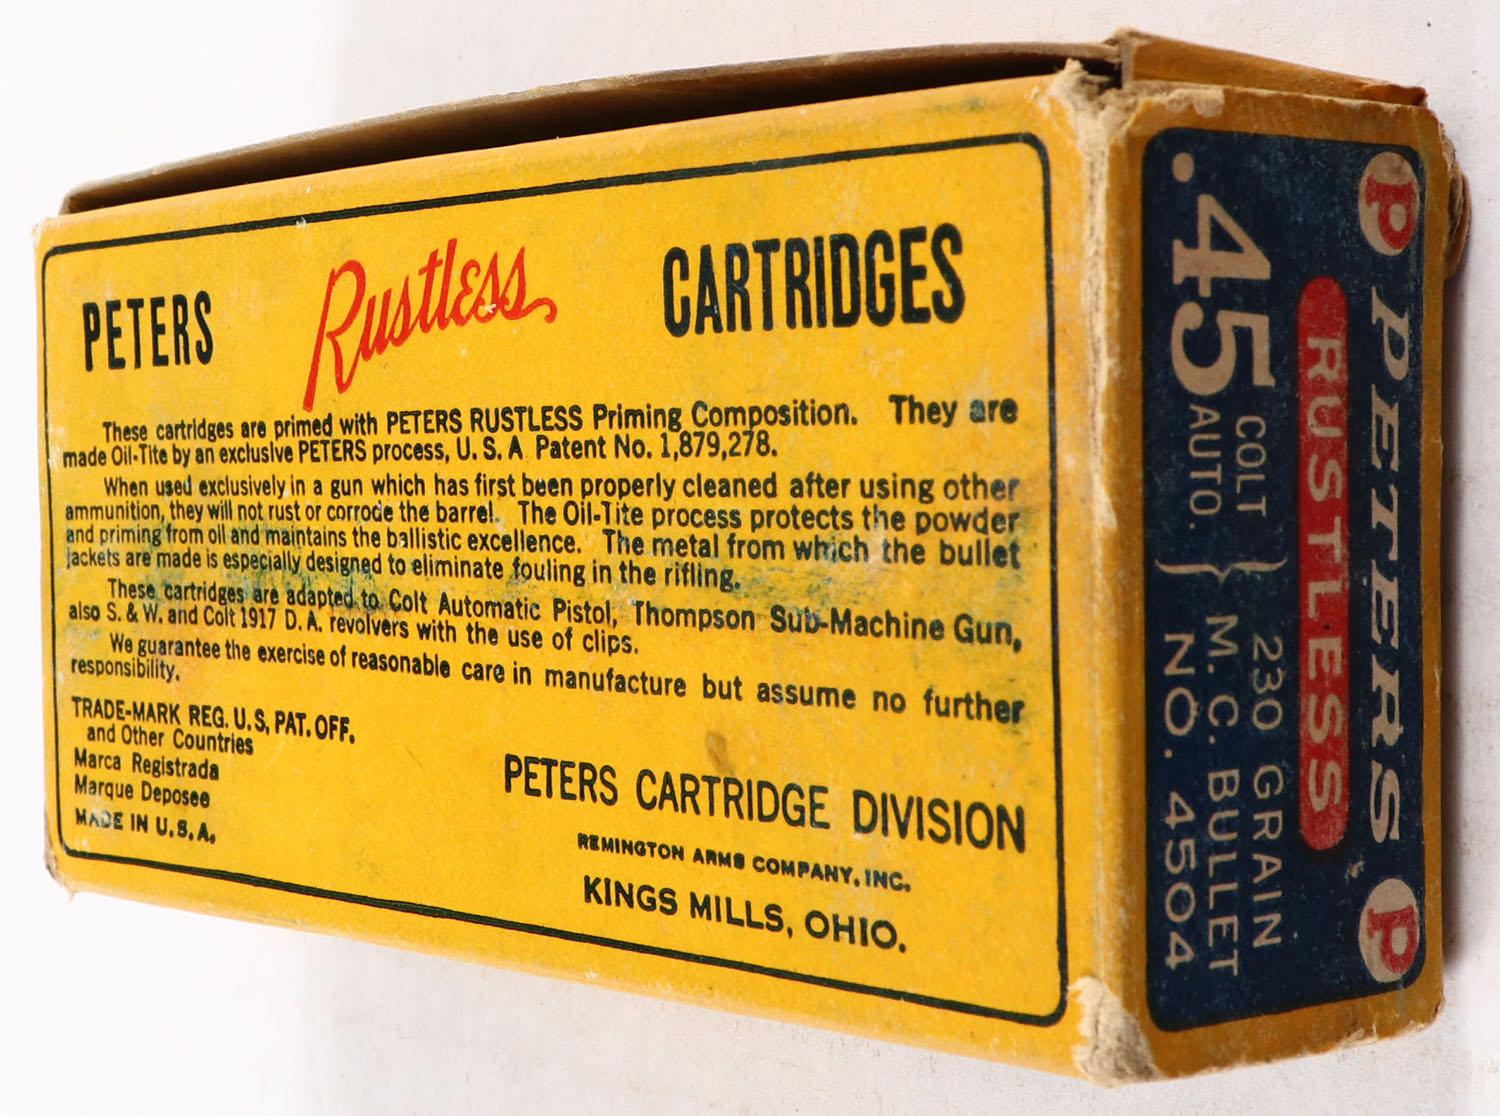 PETERS Rustless CARTRIDGES
These cartridges are primed with PETERS RUSTLESS Priming Composition. They are
made Oil-Tite by an exclusive PETERS process, U. S. A Patent No. 1,879,278.
When used exclusively in a gun which has first been properly cleaned after using other
ammunition, they will not rust or corrode the barrel. The Oil-Tite process protects the powder
and priming from oil and maintains the ballistic excellence. The metal from which the bullet
jackets are made is especially designed to eliminate fouling in the rifling.
These cartridges are adapted to Colt Automatic Pistol, Thompson Sub-Machine Gun,
also S. & W. and Colt 1917 D. A. revolvers with the use of clips.
We guarantee the exercise of reasonable care in manufacture but assume no further
responsibility.
TRADE-MARK REG. U. S. PAT. OFF.
and Other Countries
Marca Registrada
Marque Deposee
MADE IN U. S. A.
PETERS CARTRIDGE DIVISION
REMINGTON ARMS COMPANY, INC.
KINGS MILLS, OHIO.
P PETERS P
RUSTLESS
.45 COLT AUTO. } 230 GRAIN
M. C. BULLET
NO. 4504